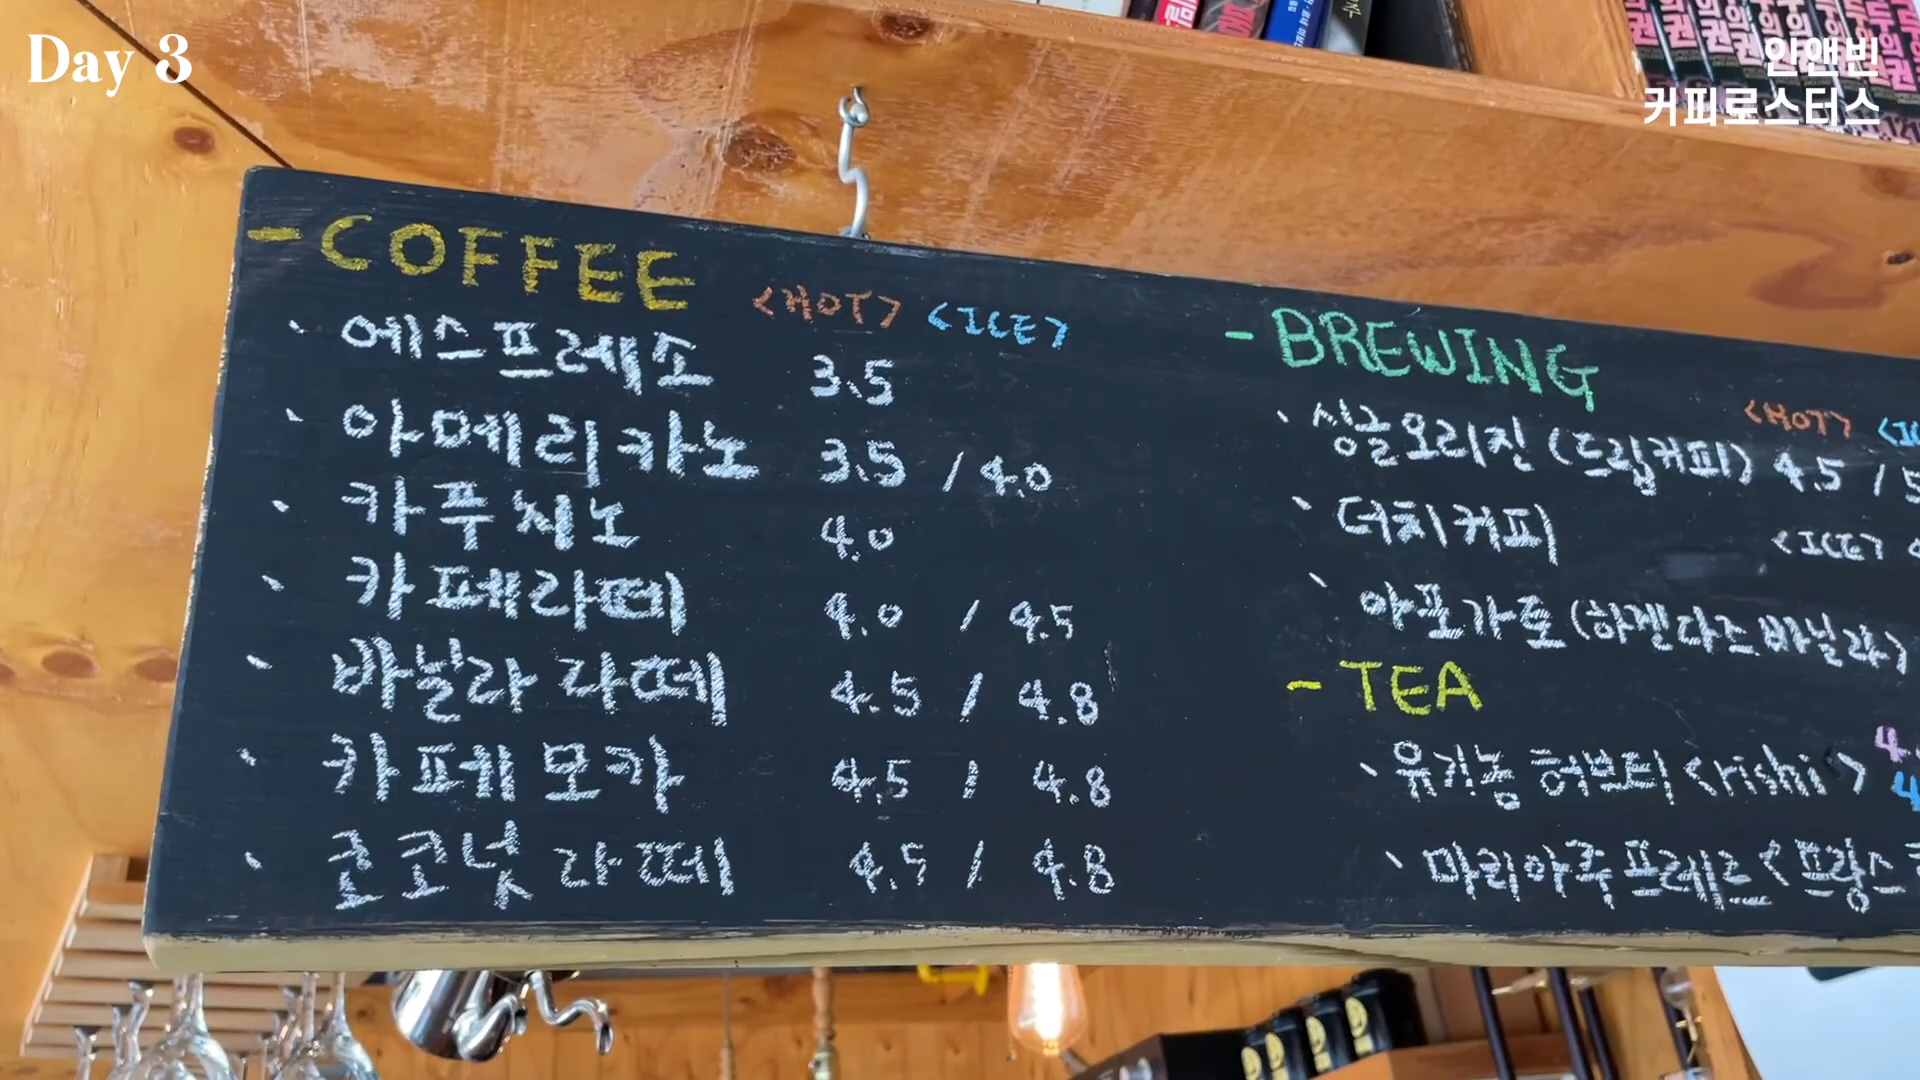 Day 3
인앤빈
커피로스터스
-COFFEE
<HOT> <ICE>
· 에스프레소 3.5
· 아메리카노 3.5 / 4.0
· 카푸치노 4.0
· 카페라떼 4.0 / 4.5
· 바닐라 라떼 4.5 / 4.8
· 카페 모카 4.5 / 4.8
· 코코넛 라떼 4.5 / 4.8
-BREWING
<HOT>
· 싱글오리진 (드립커피) 4.5 / 5
· 더치커피 <ICE>
· 아포가토 (하겐다즈 바닐라)
-TEA
· 유기농 허브티 <rishi>
· 마리아쥬프레르 <프랑스